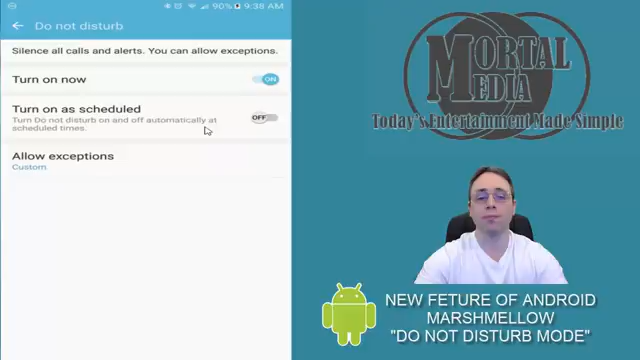 90% 9:38 AM
Do not disturb
Silence all calls and alerts. You can allow exceptions.
Turn on now
ON
Turn on as scheduled
Turn Do not disturb on and off automatically at
scheduled times.
OFF
Allow exceptions
Custom
MORTAL
MEDIA
Today's Entertainment Made Simple
NEW FETURE OF ANDROID
MARSHMELLOW
"DO NOT DISTURB MODE"